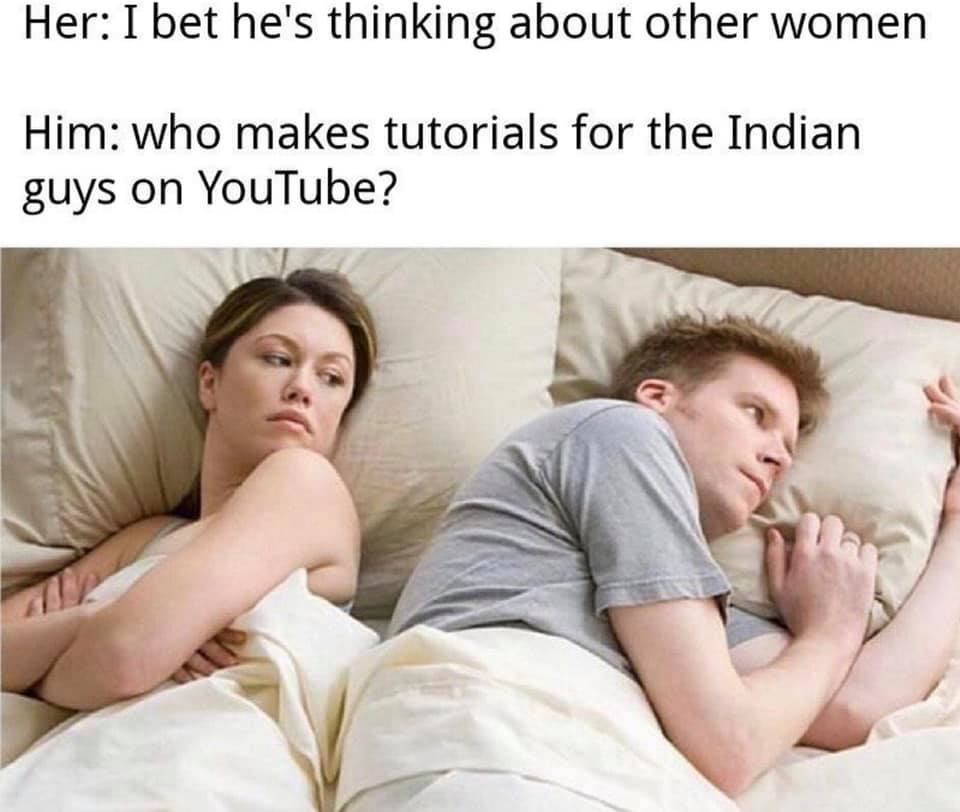 Her: I bet he's thinking about other women
Him: who makes tutorials for the Indian
guys on YouTube?